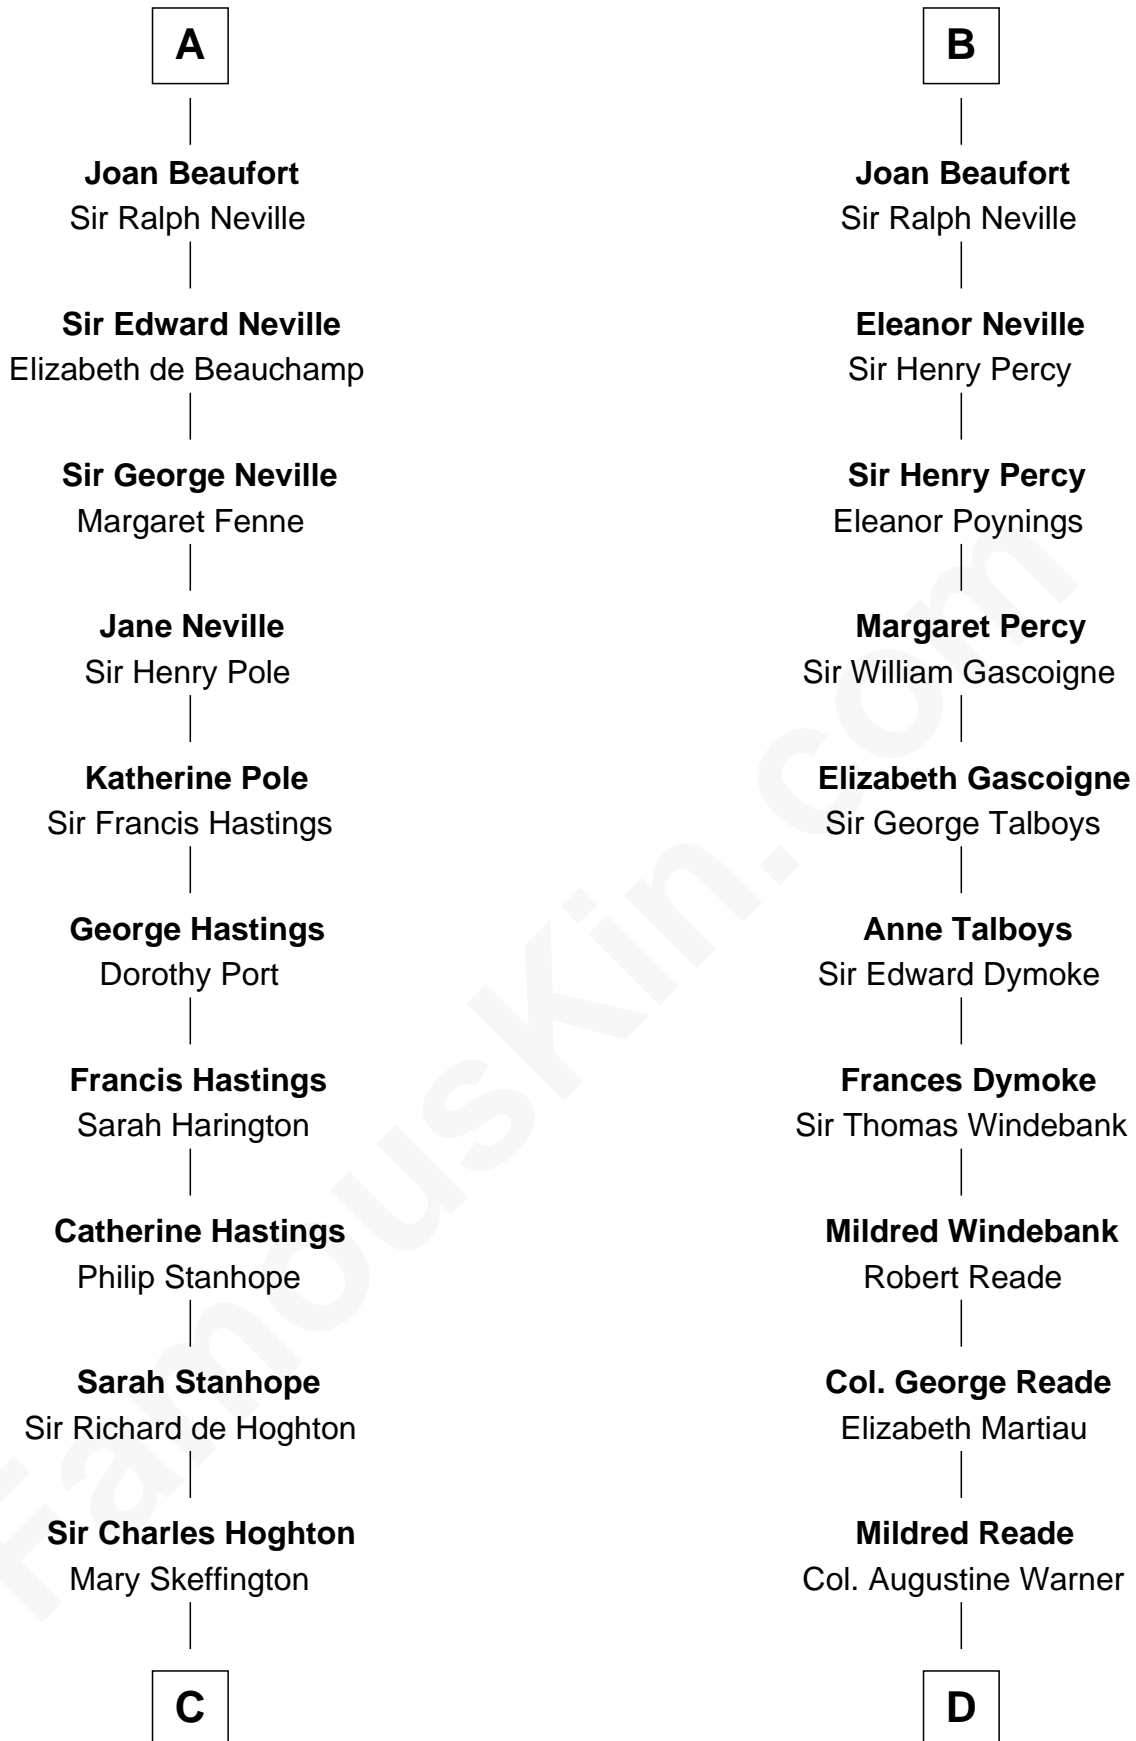 A
Joan Beaufort
Sir Ralph Neville
Sir Edward Neville
Elizabeth de Beauchamp
Sir George Neville
Margaret Fenne
Jane Neville
Sir Henry Pole
Katherine Pole
Sir Francis Hastings
George Hastings
Dorothy Port
Francis Hastings
Sarah Harington
Catherine Hastings
Philip Stanhope
Sarah Stanhope
Sir Richard de Hoghton
Sir Charles Hoghton
Mary Skeffington
C
B
Joan Beaufort
Sir Ralph Neville
Eleanor Neville
Sir Henry Percy
Sir Henry Percy
Eleanor Poynings
Margaret Percy
Sir William Gascoigne
Elizabeth Gascoigne
Sir George Talboys
Anne Talboys
Sir Edward Dymoke
Frances Dymoke
Sir Thomas Windebank
Mildred Windebank
Robert Reade
Col. George Reade
Elizabeth Martiau
Mildred Reade
Col. Augustine Warner
D
FamousKin.com